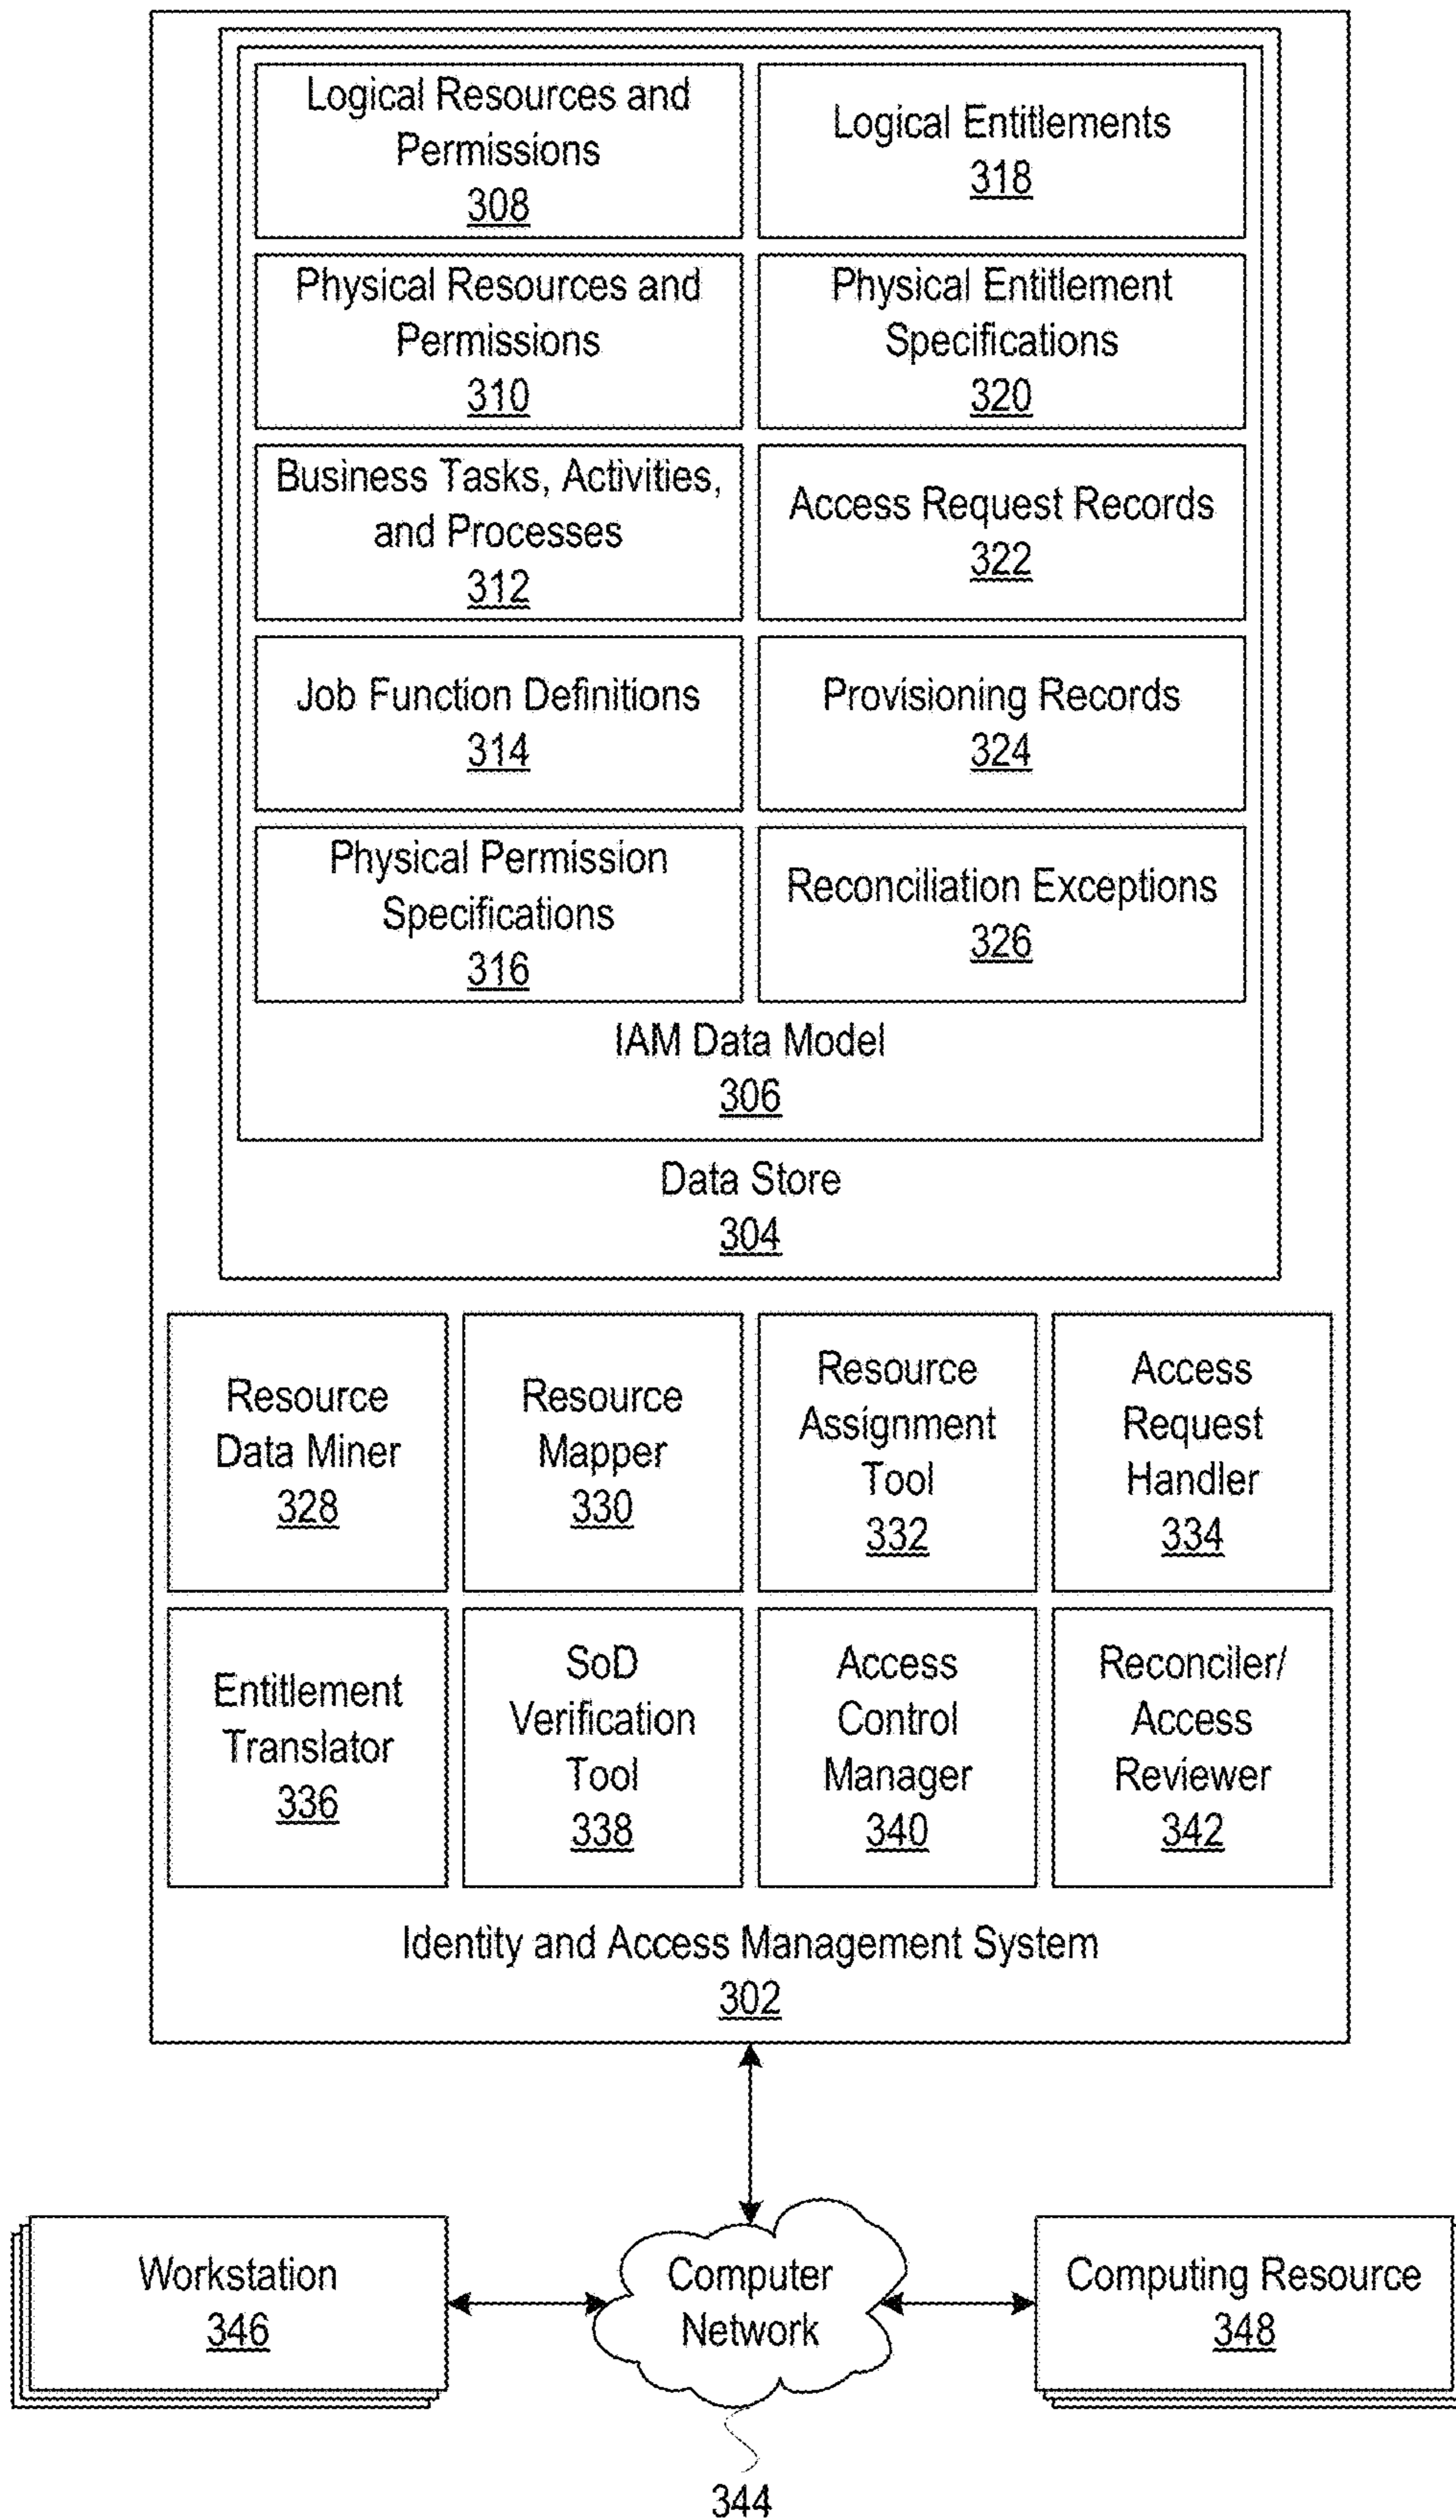 Logical Resources and
Permissions
308
Logical Entitlements
318
Physical Resources and
Permissions
310
Physical Entitlement
Specifications
320
Business Tasks, Activities,
and Processes
312
Access Request Records
322
Job Function Definitions
314
Provisioning Records
324
Physical Permission
Specifications
316
Reconciliation Exceptions
326
IAM Data Model
306
Data Store
304
Resource
Data Miner
328
Resource
Mapper
330
Resource
Assignment
Tool
332
Access
Request
Handler
334
Entitlement
Translator
336
SoD
Verification
Tool
338
Access
Control
Manager
340
Reconciler/
Access
Reviewer
342
Identity and Access Management System
302
Workstation
346
Computer
Network
Computing Resource
348
344